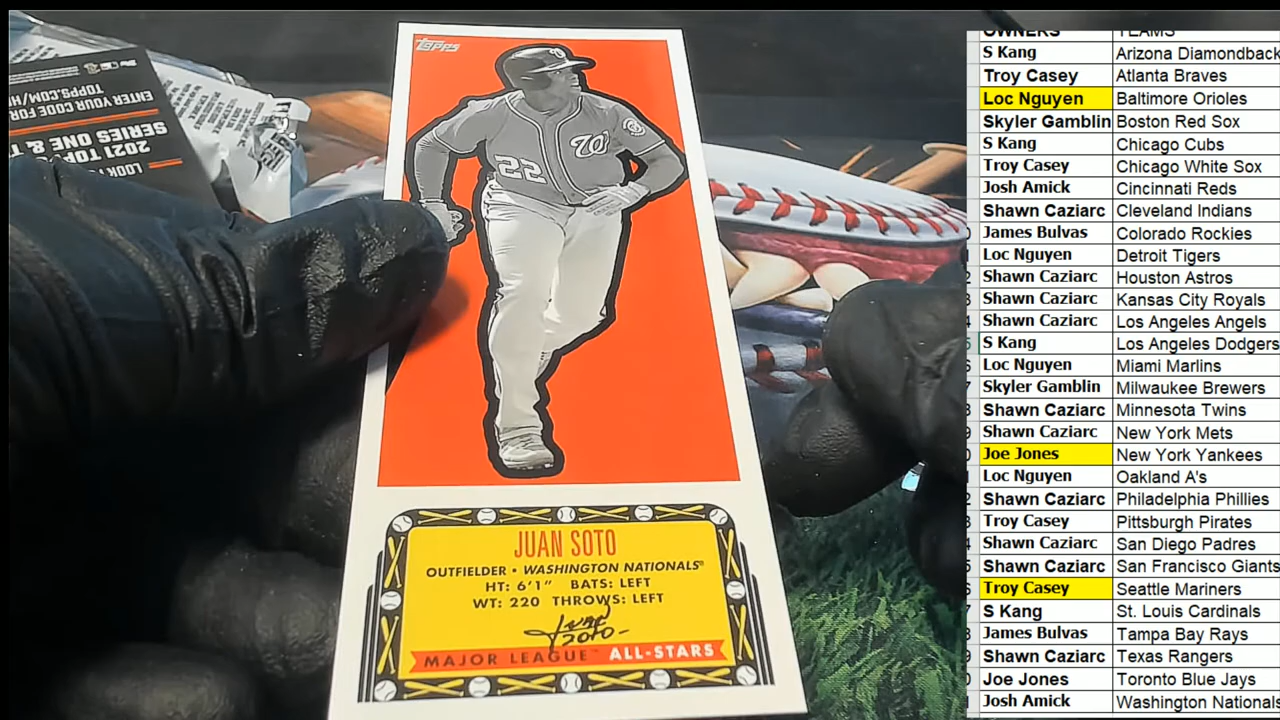 Topps
22
W
LOOK F
2021 TOP
SERIES ONE &
ENTER YOUR CODE FOR
TOPPS.COM/H
JUAN SOTO
OUTFIELDER • WASHINGTON NATIONALS®
HT: 6'1" BATS: LEFT
WT: 220 THROWS: LEFT
Juan Soto
MAJOR LEAGUE™ ALL-STARS
OWNERS TEAMS
S Kang Arizona Diamondback
Troy Casey Atlanta Braves
Loc Nguyen Baltimore Orioles
Skyler Gamblin Boston Red Sox
S Kang Chicago Cubs
Troy Casey Chicago White Sox
Josh Amick Cincinnati Reds
Shawn Caziarc Cleveland Indians
James Bulvas Colorado Rockies
Loc Nguyen Detroit Tigers
Shawn Caziarc Houston Astros
Shawn Caziarc Kansas City Royals
Shawn Caziarc Los Angeles Angels
S Kang Los Angeles Dodgers
Loc Nguyen Miami Marlins
Skyler Gamblin Milwaukee Brewers
Shawn Caziarc Minnesota Twins
Shawn Caziarc New York Mets
Joe Jones New York Yankees
Loc Nguyen Oakland A's
Shawn Caziarc Philadelphia Phillies
Troy Casey Pittsburgh Pirates
Shawn Caziarc San Diego Padres
Shawn Caziarc San Francisco Giants
Troy Casey Seattle Mariners
S Kang St. Louis Cardinals
James Bulvas Tampa Bay Rays
Shawn Caziarc Texas Rangers
Joe Jones Toronto Blue Jays
Josh Amick Washington Nationals